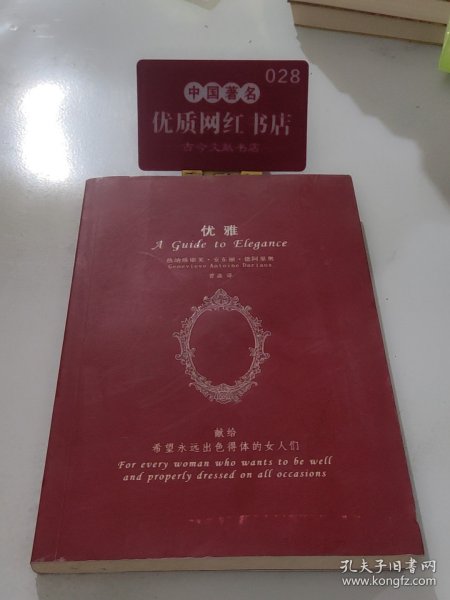 028
中国著名
优质网红书店
古今文献书店
优雅
A Guide to Elegance
热纳维耶芙·安东丽·德阿里奥
Genevieve Antoine Dariaux
译
献给
希望永远出色得体的女人们
For every woman who wants to be well
and properly dressed on all occasions
孔夫子旧书网
www.kongfz.com